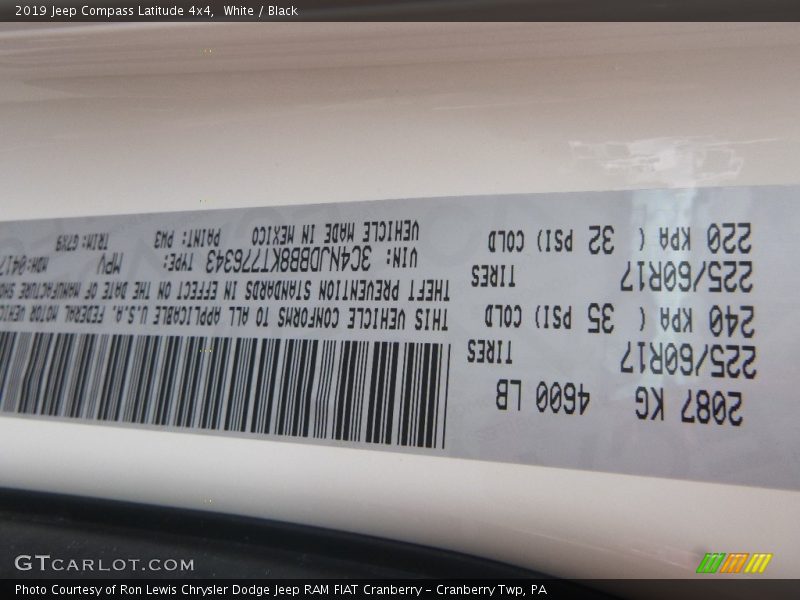 2019 Jeep Compass Latitude 4x4,  White / Black
2087 KG 4600 LB
225/60R17 TIRES
240 KPA ( 35 PSI) COLD
225/60R17 TIRES
220 KPA ( 32 PSI) COLD
THIS VEHICLE CONFORMS TO ALL APPLICABLE U.S.A. FEDERAL MOTOR
THEFT PREVENTION STANDARDS IN EFFECT ON THE DATE OF MANUFACTURE
VIN: 3C4NJDBB8KT776343 TYPE: MPV
VEHICLE MADE IN MEXICO PAINT: PW3 TRIM: G7X9
GTCARLOT.COM
Photo Courtesy of Ron Lewis Chrysler Dodge Jeep RAM FIAT Cranberry - Cranberry Twp, PA